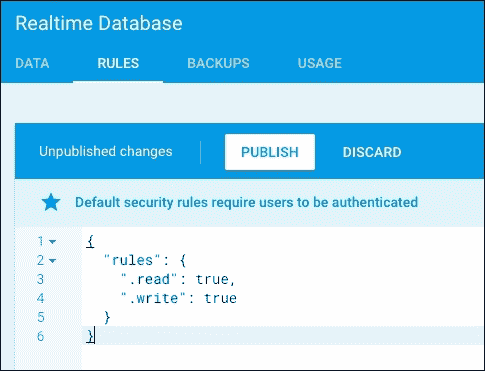 Realtime Database
DATA RULES BACKUPS USAGE
Unpublished changes PUBLISH DISCARD
Default security rules require users to be authenticated
1 {
2 "rules": {
3 ".read": true,
4 ".write": true
5 }
6 }